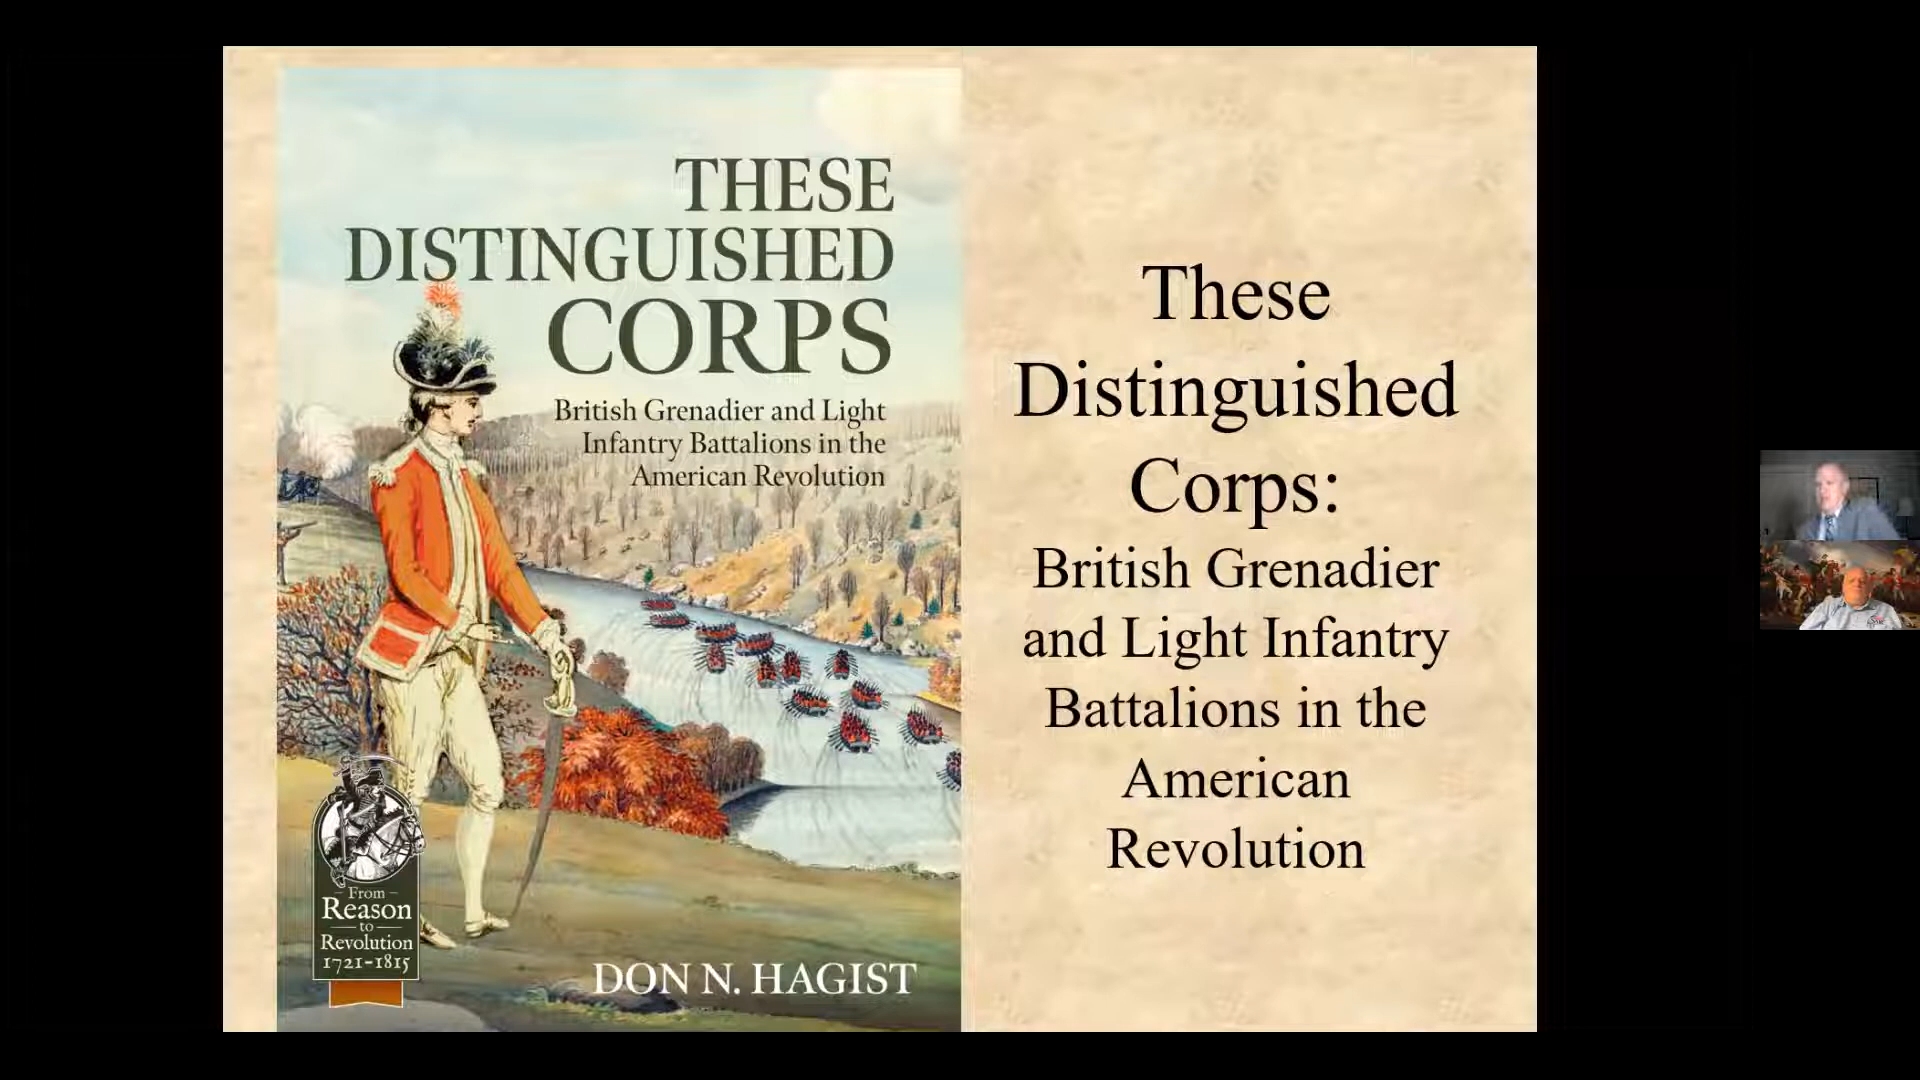 THESE
DISTINGUISHED
CORPS
British Grenadier and Light
Infantry Battalions in the
American Revolution
From
Reason
to
Revolution
1721-1815
DON N. HAGIST
These
Distinguished
Corps:
British Grenadier
and Light Infantry
Battalions in the
American
Revolution